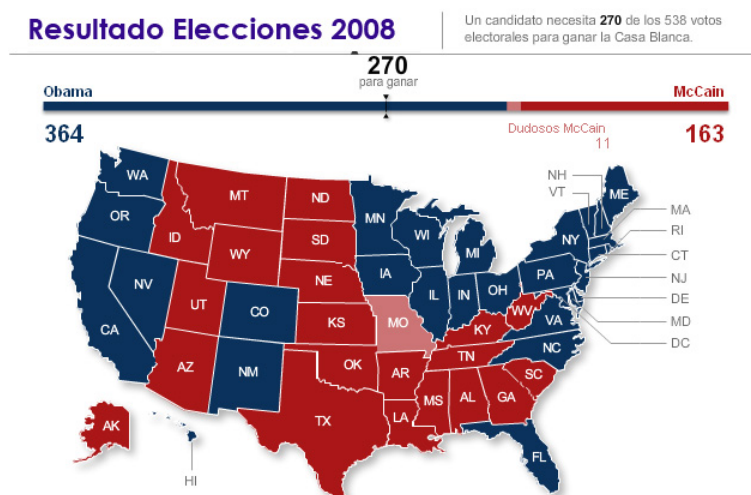 Resultado Elecciones 2008
Un candidato necesita 270 de los 538 votos
electorales para ganar la Casa Blanca.
270
para ganar
Obama
McCain
364
Dudosos McCain
11
163
WA
MT
ND
MN
OR
ID
WY
SD
WI
MI
NH
VT
ME
NY
MA
RI
CT
NJ
DE
MD
DC
NV
UT
CO
NE
IA
IL
IN
OH
PA
CA
KS
MO
KY
WV
VA
AZ
NM
OK
AR
TN
NC
TX
LA
MS
AL
GA
SC
AK
HI
FL